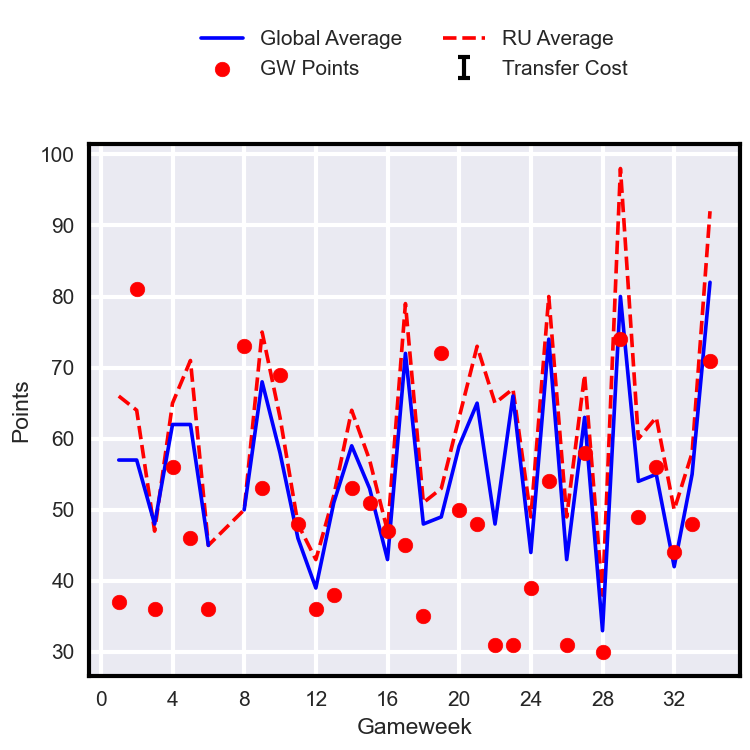 Global Average
RU Average
GW Points
Transfer Cost
100
90
80
70
60
50
40
30
Points
0 4 8 12 16 20 24 28 32
Gameweek